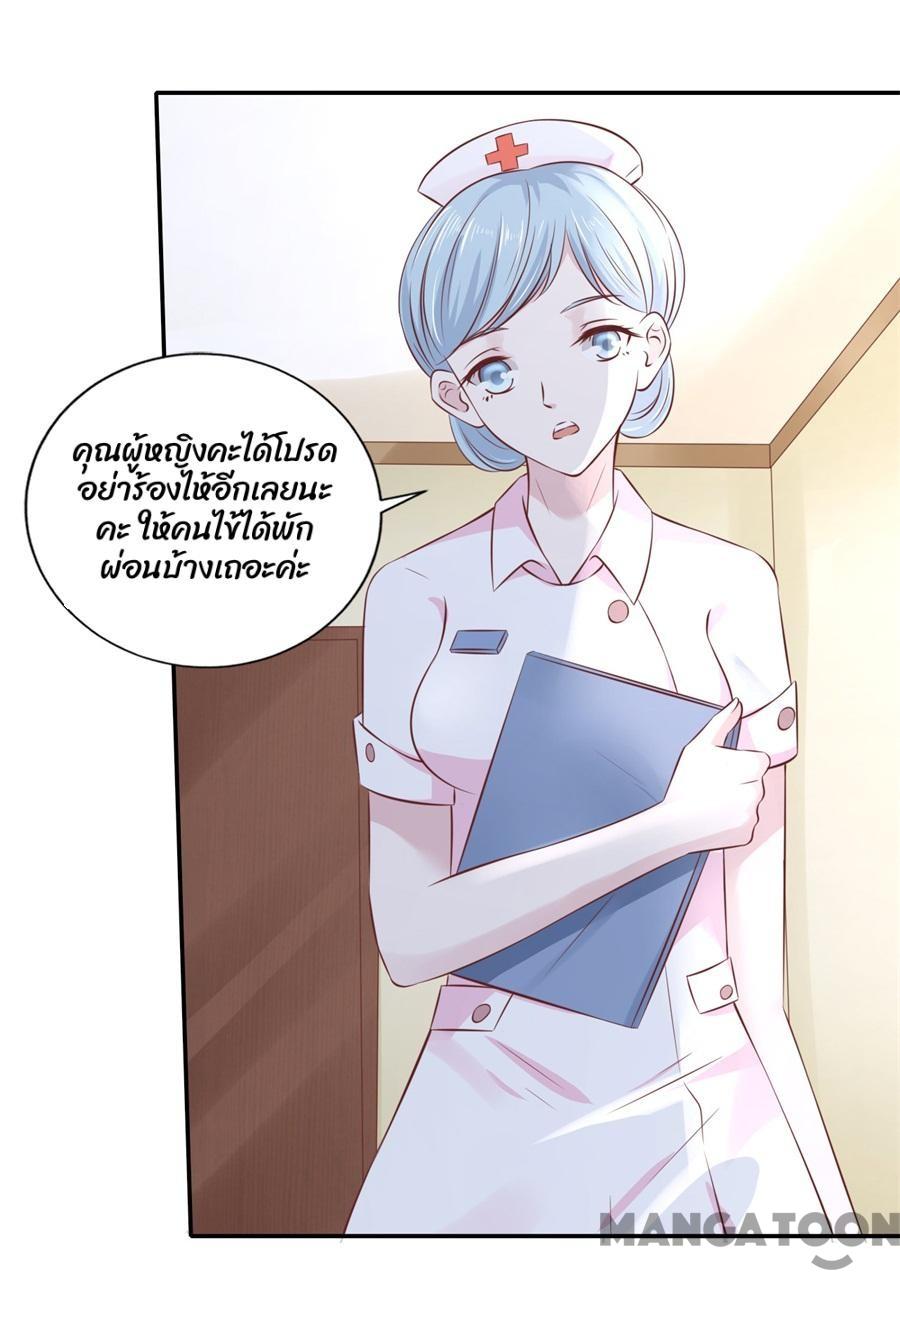 คุณผู้หญิงคะได้โปรด
อย่าร้องไห้อีกเลยนะ
คะ ให้คนไข้ได้พัก
ผ่อนบ้างเถอะค่ะ
MANGATOON